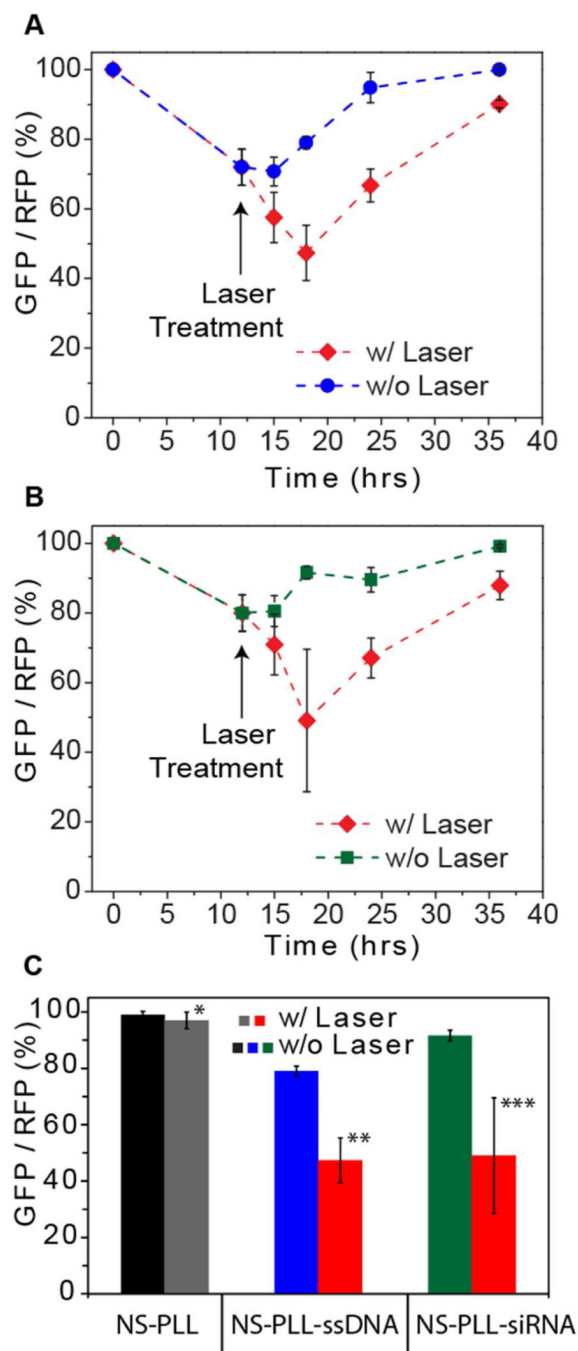 A
GFP / RFP (%)
100
80
60
40
20
0
Laser
Treatment
w/ Laser
w/o Laser
0 5 10 15 20 25 30 35 40
Time (hrs)
B
GFP / RFP (%)
100
80
60
40
20
0
Laser
Treatment
w/ Laser
w/o Laser
0 5 10 15 20 25 30 35 40
Time (hrs)
C
GFP / RFP (%)
100
80
60
40
20
0
*
w/ Laser
w/o Laser
**
***
NS-PLL NS-PLL-ssDNA NS-PLL-siRNA